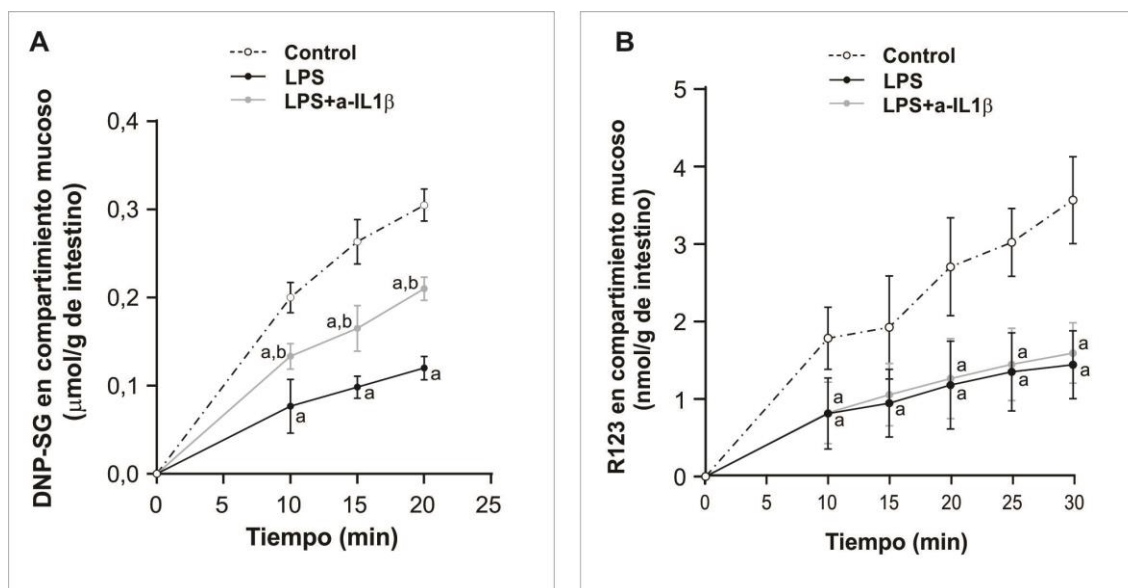 A
Control
LPS
LPS+a-IL1β
DNP-SG en compartimiento mucoso
(μmol/g de intestino)
0,4
0,3
0,2
0,1
0,0
a,b
a,b
a,b
a
a
a
0
5
10
15
20
25
Tiempo (min)
B
Control
LPS
LPS+a-IL1β
R123 en compartimiento mucoso
(nmol/g de intestino)
5
4
3
2
1
0
a
a
a
a
a
a
a
a
a
a
0
5
10
15
20
25
30
Tiempo (min)